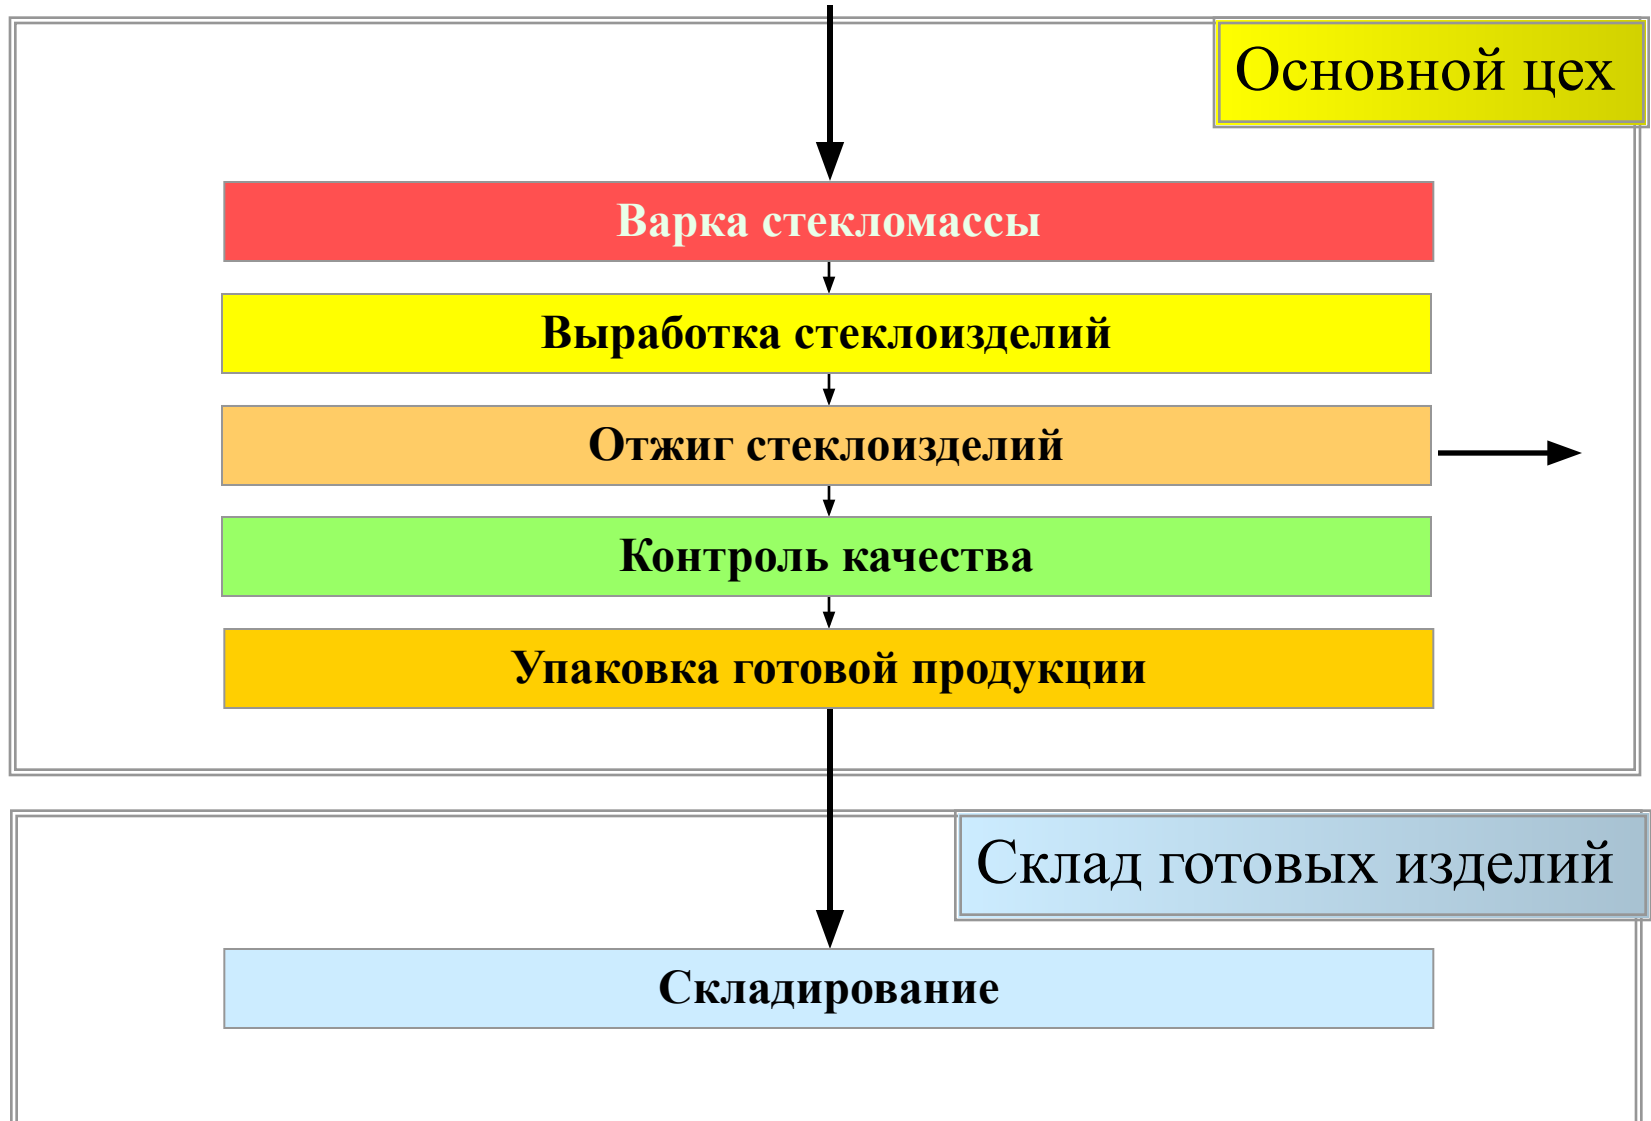 Основной цех
Варка стекломассы
Выработка стеклоизделий
Отжиг стеклоизделий
Контроль качества
Упаковка готовой продукции
Склад готовых изделий
Складирование